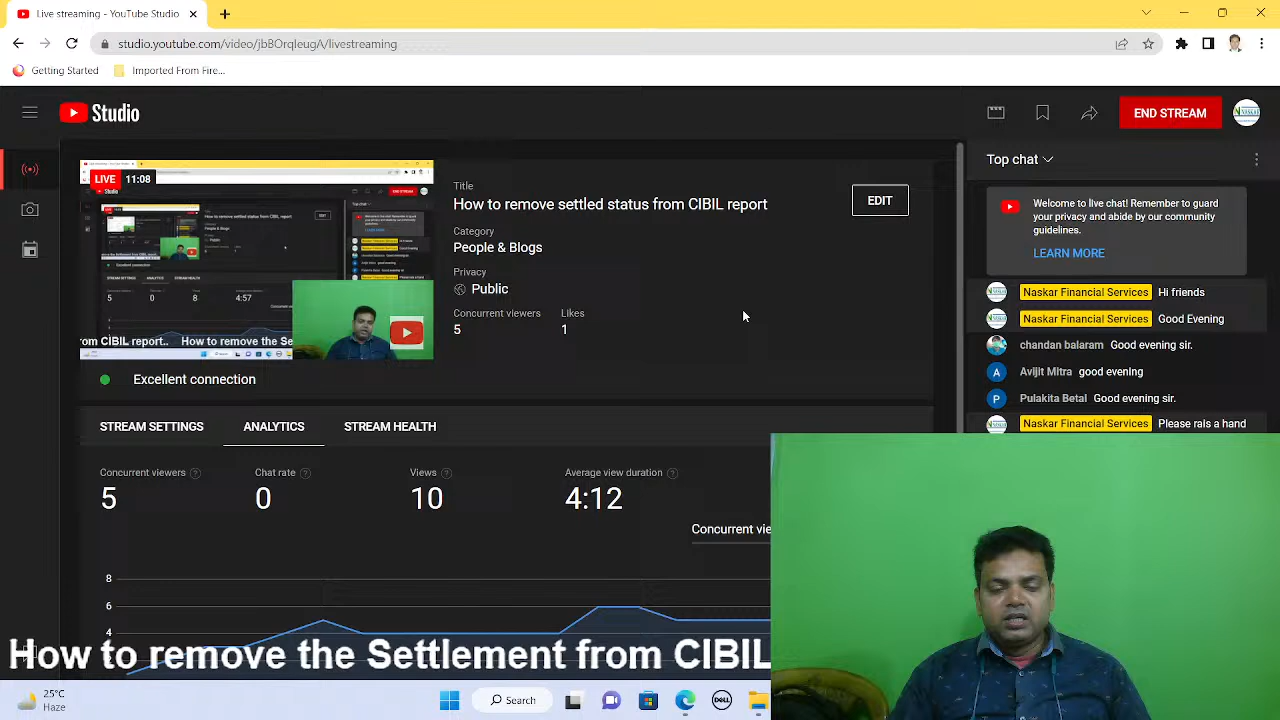 Live streaming - YouTube Studio
studio.youtube.com/video/jbBOrqIeugA/livestreaming
Getting Started
Imported From Fire...
Studio
END STREAM
LIVE 11:08
Title
How to remove settled status from CIBIL report
EDIT
Category
People & Blogs
Privacy
Public
Concurrent viewers Likes
5 1
Excellent connection
STREAM SETTINGS ANALYTICS STREAM HEALTH
Concurrent viewers Chat rate Views Average view duration
5 0 10 4:12
Concurrent vie
8
6
4
Top chat
Welcome to live chat! Remember to guard
your privacy and abide by our community
guidelines.
LEARN MORE
Naskar Financial Services Hi friends
Naskar Financial Services Good Evening
chandan balaram Good evening sir.
Avijit Mitra good evening
Pulakita Betal Good evening sir.
Naskar Financial Services Please rals a hand
How to remove the Settlement from CIBIL
25°C
Haze
Search